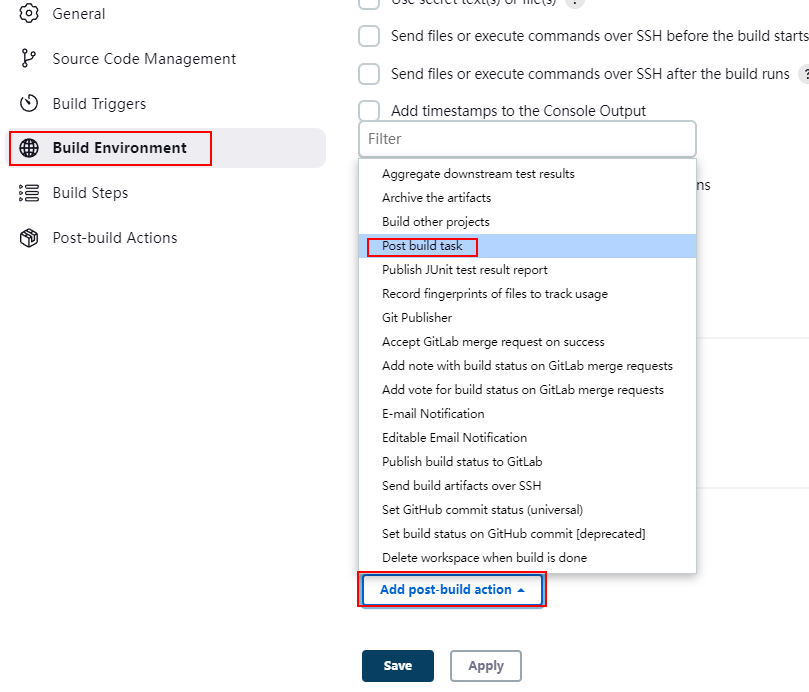 General
Source Code Management
Build Triggers
Build Environment
Build Steps
Post-build Actions
Use secret text(s) or file(s) ?
Send files or execute commands over SSH before the build starts
Send files or execute commands over SSH after the build runs ?
Add timestamps to the Console Output
Filter
ns
Aggregate downstream test results
Archive the artifacts
Build other projects
Post build task
Publish JUnit test result report
Record fingerprints of files to track usage
Git Publisher
Accept GitLab merge request on success
Add note with build status on GitLab merge requests
Add vote for build status on GitLab merge requests
E-mail Notification
Editable Email Notification
Publish build status to GitLab
Send build artifacts over SSH
Set GitHub commit status (universal)
Set build status on GitHub commit [deprecated]
Delete workspace when build is done
Add post-build action
Save
Apply